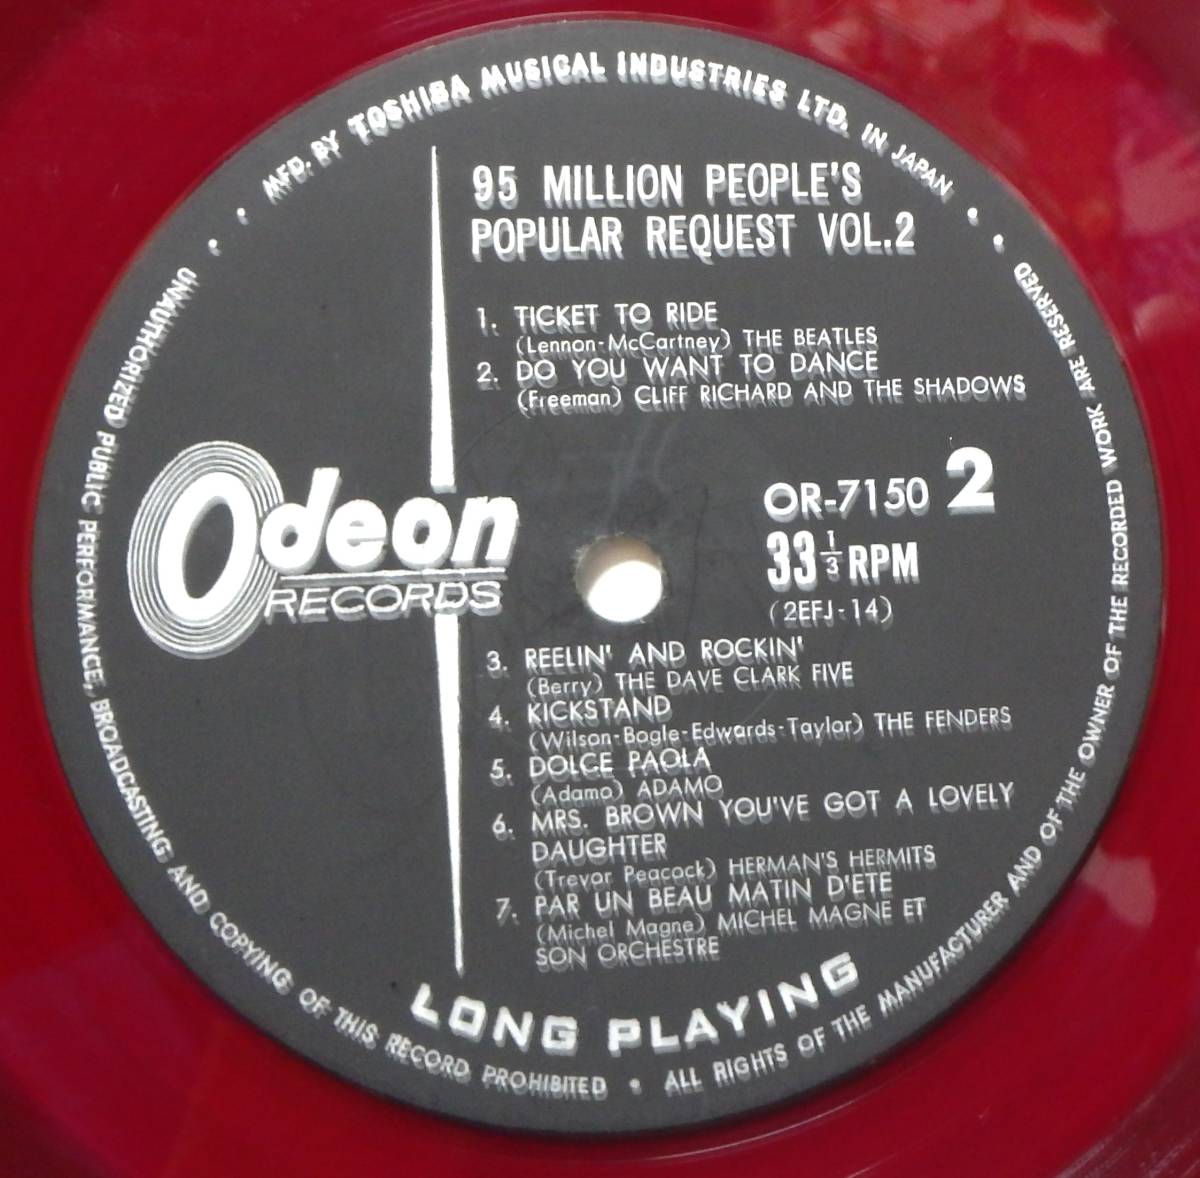 MFD. BY TOSHIBA MUSICAL INDUSTRIES LTD. IN JAPAN
95 MILLION PEOPLE'S
POPULAR REQUEST VOL.2
1. TICKET TO RIDE
(Lennon-McCartney) THE BEATLES
2. DO YOU WANT TO DANCE
(Freeman) CLIFF RICHARD AND THE SHADOWS
Odeon
RECORDS
OR-7150 2
33 1/3 RPM
(2EFJ-14)
3. REELIN' AND ROCKIN'
(Berry) THE DAVE CLARK FIVE
4. KICKSTAND
(Wilson-Bogle-Edwards-Taylor) THE FENDERS
5. DOLCE PAOLA
(Adamo) ADAMO
6. MRS. BROWN YOU'VE GOT A LOVELY
DAUGHTER
(Trevor Peacock) HERMAN'S HERMITS
7. PAR UN BEAU MATIN D'ETE
(Michel Magne) MICHEL MAGNE ET
SON ORCHESTRE
LONG PLAYING
UNAUTHORIZED PUBLIC PERFORMANCE, BROADCASTING AND COPYING OF THIS RECORD PROHIBITED • ALL RIGHTS OF THE MANUFACTURER AND OF THE OWNER OF THE RECORDED WORK ARE RESERVED